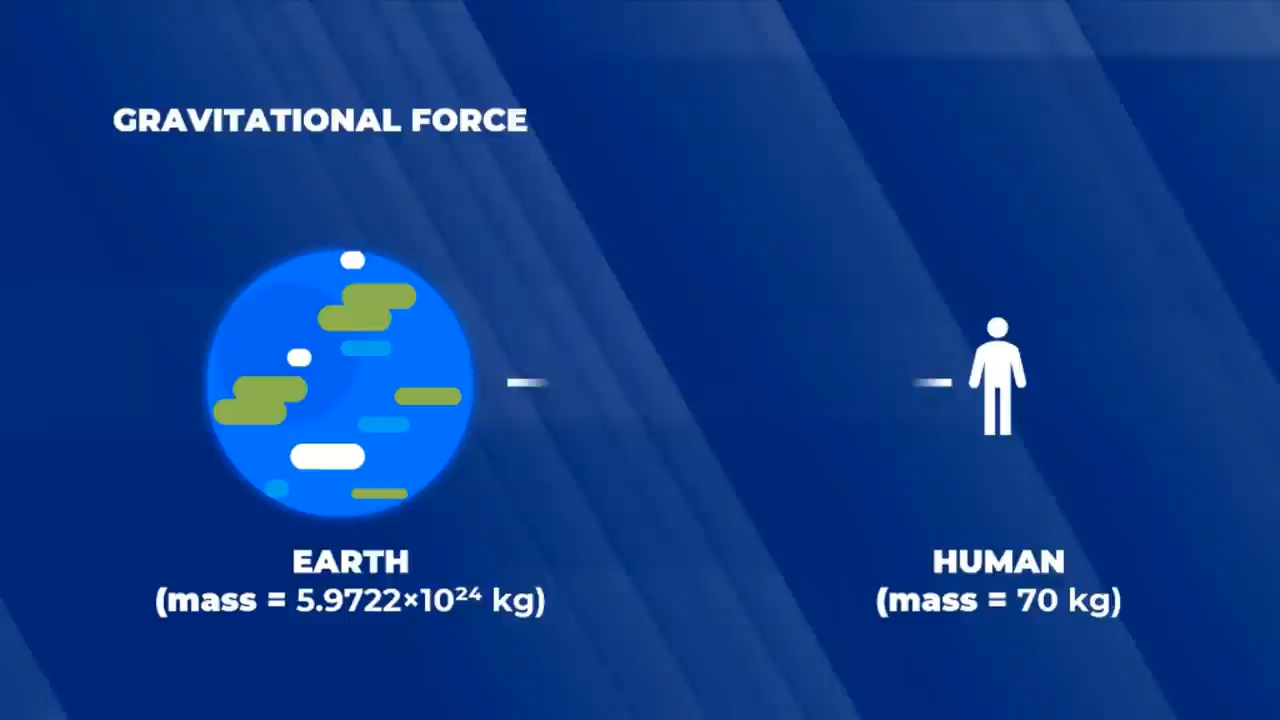 GRAVITATIONAL FORCE
EARTH
(mass = 5.9722×10²⁴ kg)
HUMAN
(mass = 70 kg)